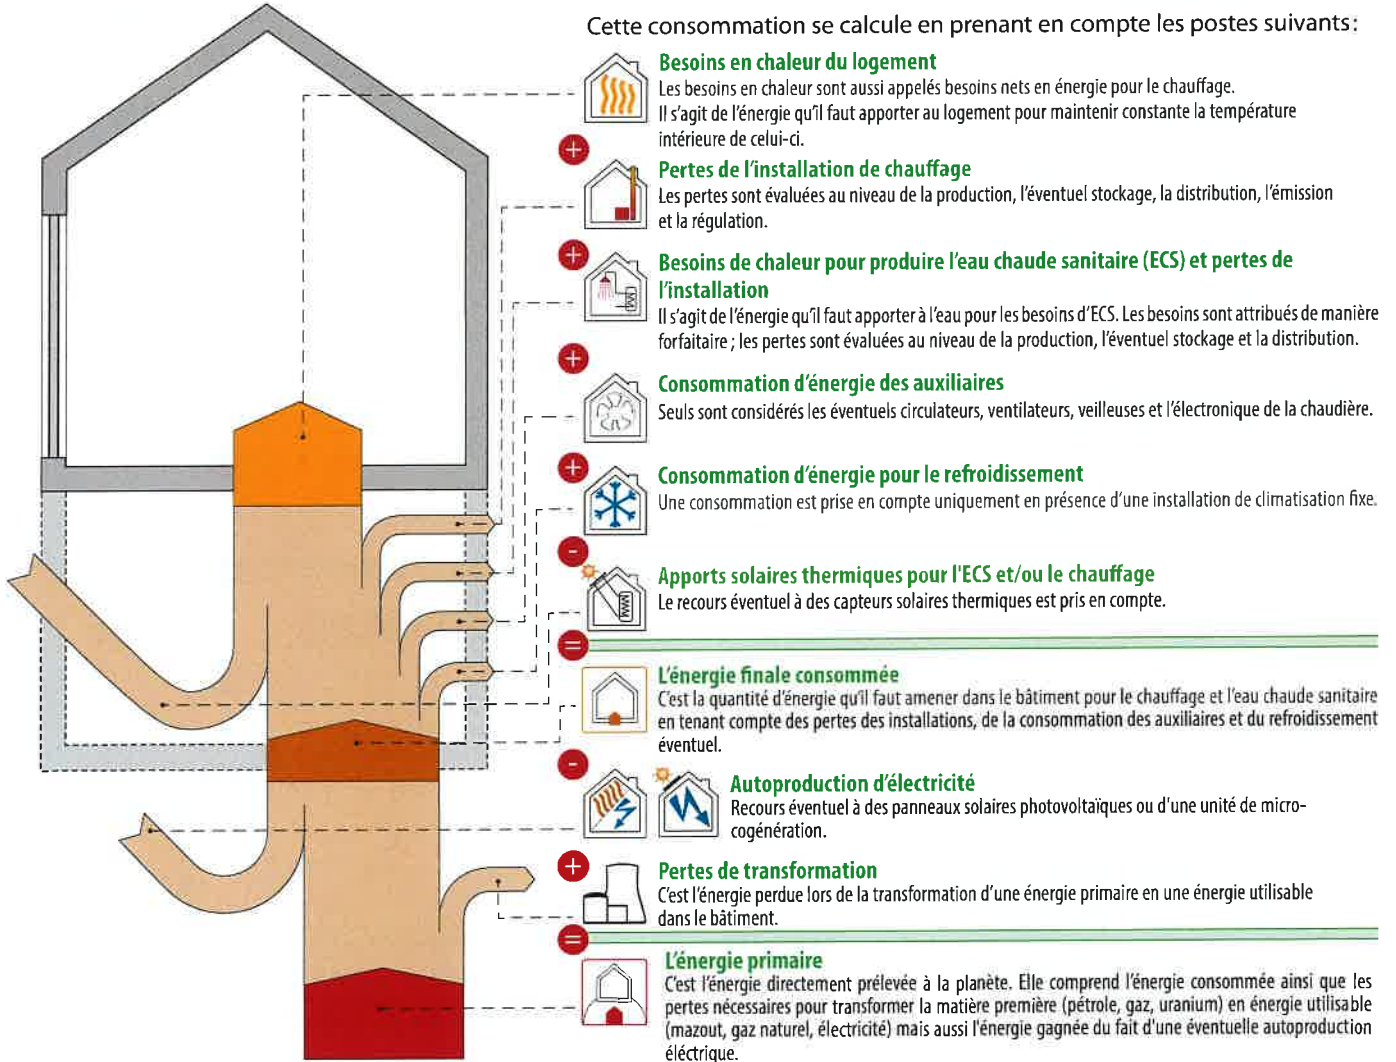 Cette consommation se calcule en prenant en compte les postes suivants:
Besoins en chaleur du logement
Les besoins en chaleur sont aussi appelés besoins nets en énergie pour le chauffage.
Il s'agit de l'énergie qu'il faut apporter au logement pour maintenir constante la température
intérieure de celui-ci.
+
Pertes de l'installation de chauffage
Les pertes sont évaluées au niveau de la production, l'éventuel stockage, la distribution, l'émission
et la régulation.
+
Besoins de chaleur pour produire l'eau chaude sanitaire (ECS) et pertes de
l'installation
Il s'agit de l'énergie qu'il faut apporter à l'eau pour les besoins d'ECS. Les besoins sont attribués de manière
forfaitaire ; les pertes sont évaluées au niveau de la production, l'éventuel stockage et la distribution.
+
Consommation d'énergie des auxiliaires
Seuls sont considérés les éventuels circulateurs, ventilateurs, veilleuses et l'électronique de la chaudière.
+
Consommation d'énergie pour le refroidissement
Une consommation est prise en compte uniquement en présence d'une installation de climatisation fixe.
-
Apports solaires thermiques pour l'ECS et/ou le chauffage
Le recours éventuel à des capteurs solaires thermiques est pris en compte.
=
L'énergie finale consommée
C'est la quantité d'énergie qu'il faut amener dans le bâtiment pour le chauffage et l'eau chaude sanitaire
en tenant compte des pertes des installations, de la consommation des auxiliaires et du refroidissement
éventuel.
-
Autoproduction d'électricité
Recours éventuel à des panneaux solaires photovoltaïques ou d'une unité de micro-
cogénération.
+
Pertes de transformation
C'est l'énergie perdue lors de la transformation d'une énergie primaire en une énergie utilisable
dans le bâtiment.
=
L'énergie primaire
C'est l'énergie directement prélevée à la planète. Elle comprend l'énergie consommée ainsi que les
pertes nécessaires pour transformer la matière première (pétrole, gaz, uranium) en énergie utilisable
(mazout, gaz naturel, électricité) mais aussi l'énergie gagnée du fait d'une éventuelle autoproduction
éléctrique.